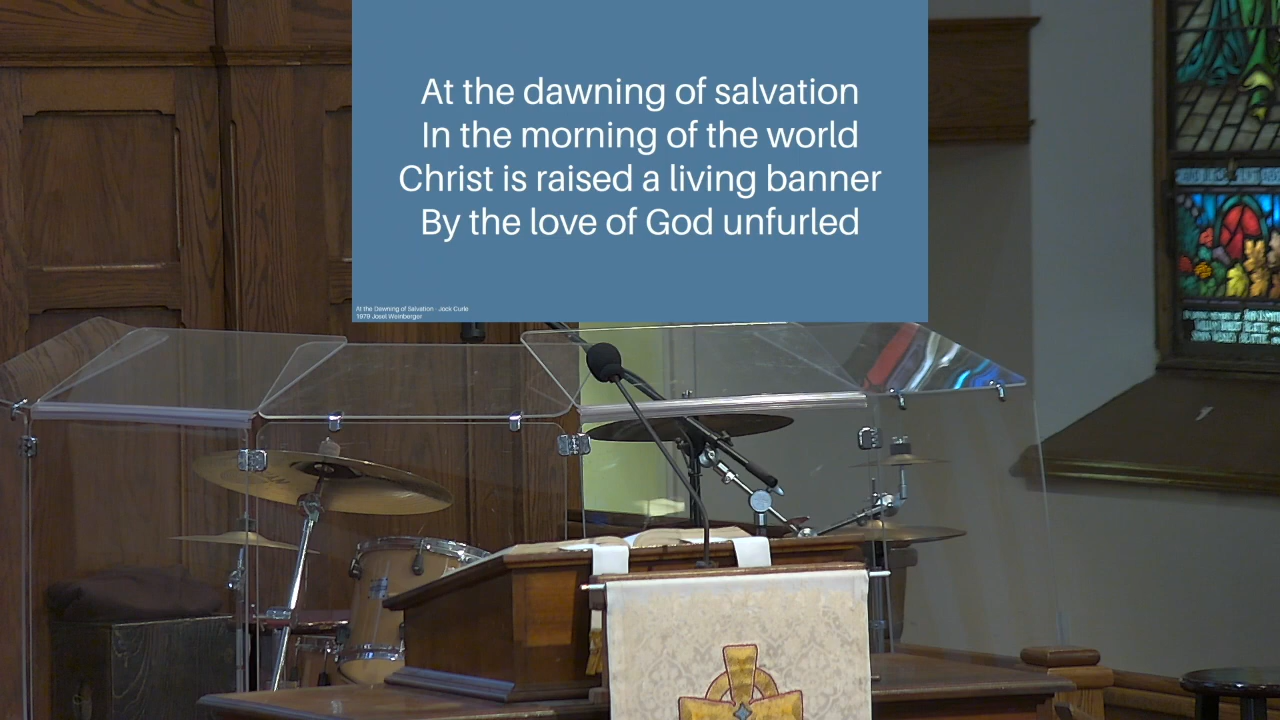 At the dawning of salvation
In the morning of the world
Christ is raised a living banner
By the love of God unfurled
At the Dawning of Salvation - Jock Curle
1979 Josef Weinberger